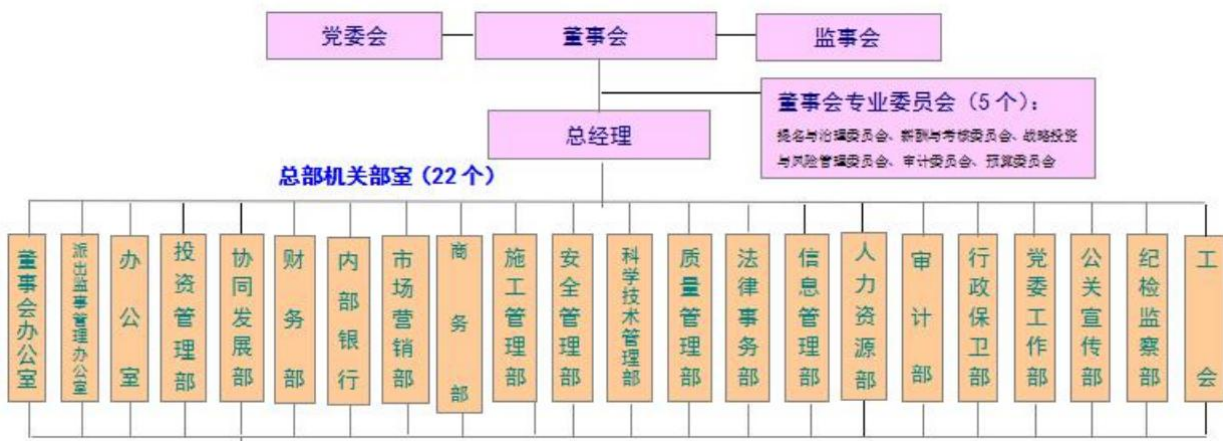 党委会
董事会
监事会
董事会专业委员会（5个）：
提名与治理委员会、薪酬与考核委员会、战略投资
与风险管理委员会、审计委员会、预算委员会
总经理
总部机关部室（22个）
董事会办公室
派出监事管理办公室
办公室
投资管理部
协同发展部
财务部
内部银行
市场营销部
商务部
施工管理部
安全管理部
科学技术管理部
质量管理部
法律事务部
信息管理部
人力资源部
审计部
行政保卫部
党委工作部
公关宣传部
纪检监察部
工会